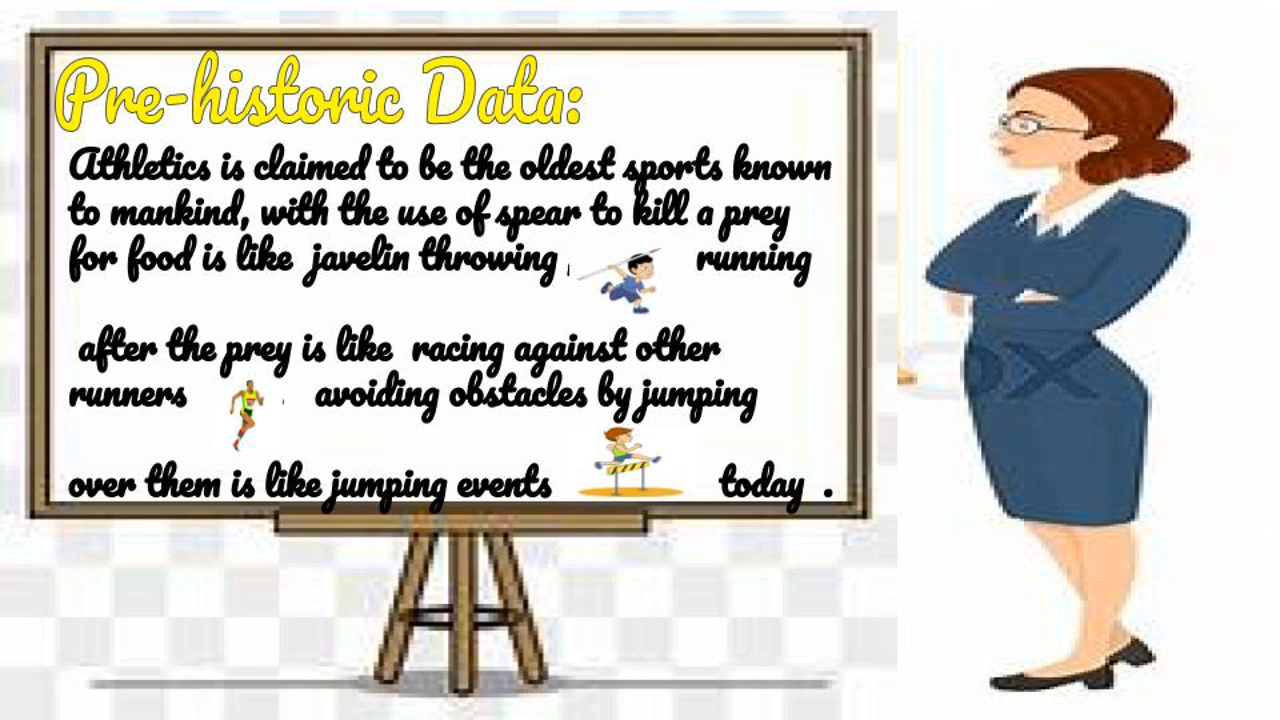 Pre-historic Data:
Athletics is claimed to be the oldest sports known
to mankind, with the use of spear to kill a prey
for food is like javelin throwing , running
after the prey is like racing against other
runners . avoiding obstacles by jumping
over them is like jumping events today .